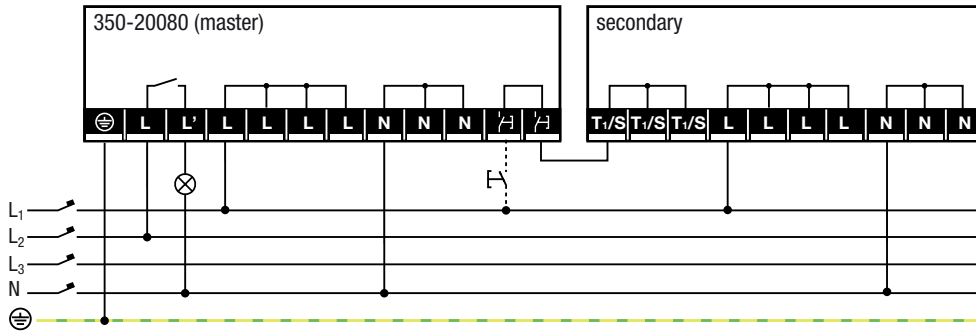 350-20080 (master)
secondary
L L’ L L L L N N N
T1/S T1/S T1/S L L L L N N N
L1
L2
L3
N